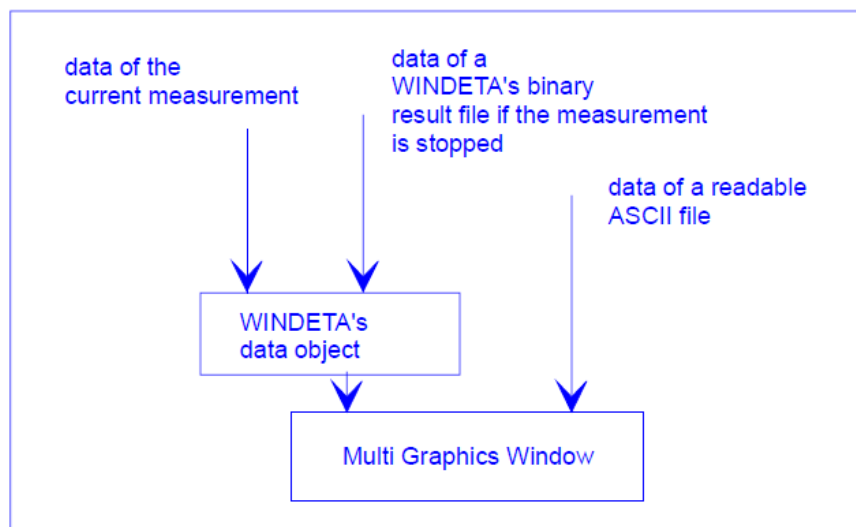 data of the
current measurement
data of a
WINDETA's binary
result file if the measurement
is stopped
data of a readable
ASCII file
WINDETA's
data object
Multi Graphics Window